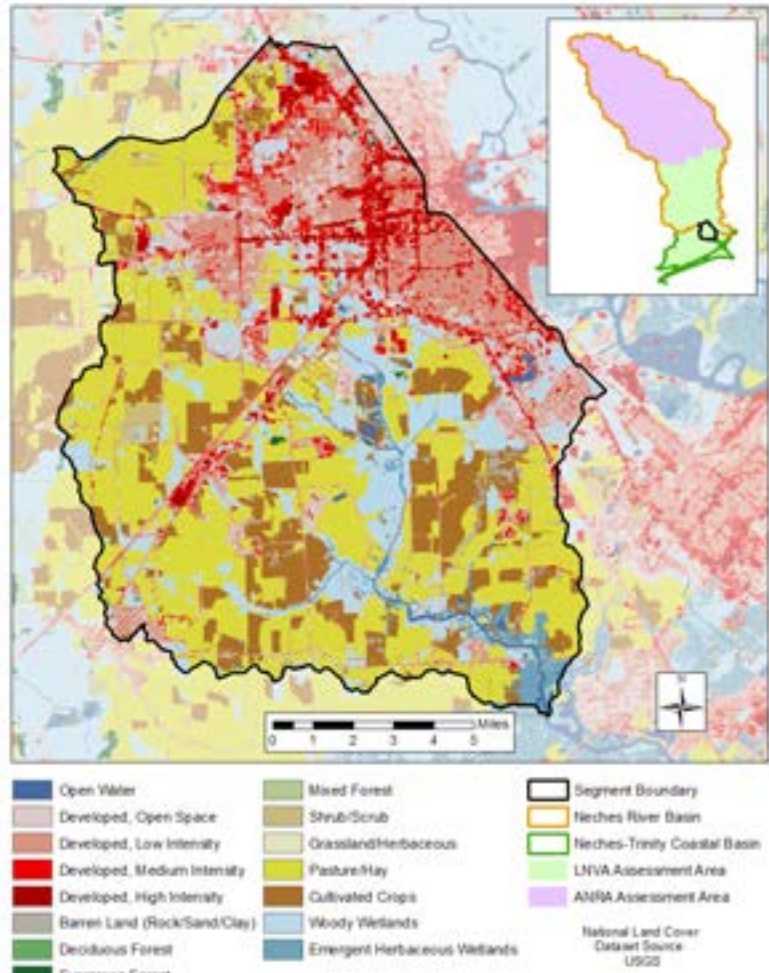 N
Miles
0 1 2 3 4 5
Open Water
Developed, Open Space
Developed, Low Intensity
Developed, Medium Intensity
Developed, High Intensity
Barren Land (Rock/Sand/Clay)
Deciduous Forest
Evergreen Forest
Mixed Forest
Shrub/Scrub
Grassland/Herbaceous
Pasture/Hay
Cultivated Crops
Woody Wetlands
Emergent Herbaceous Wetlands
Segment Boundary
Neches River Basin
Neches-Trinity Coastal Basin
LNVA Assessment Area
ANRA Assessment Area
National Land Cover
Dataset Source
USGS